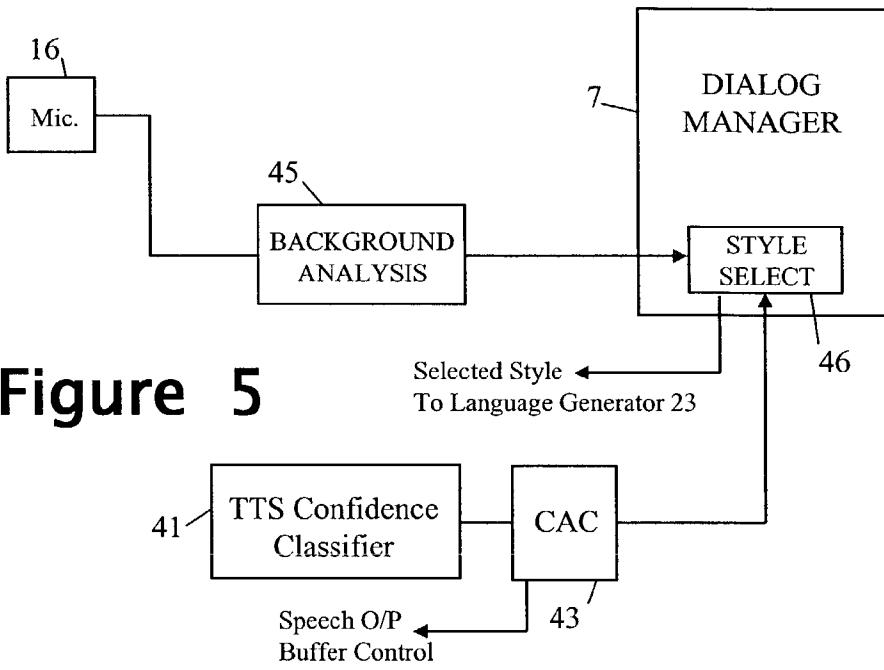 16
Mic.
7
DIALOG
MANAGER
45
BACKGROUND
ANALYSIS
STYLE
SELECT
46
Selected Style
To Language Generator 23
Figure 5
41
TTS Confidence
Classifier
CAC
43
Speech O/P
Buffer Control